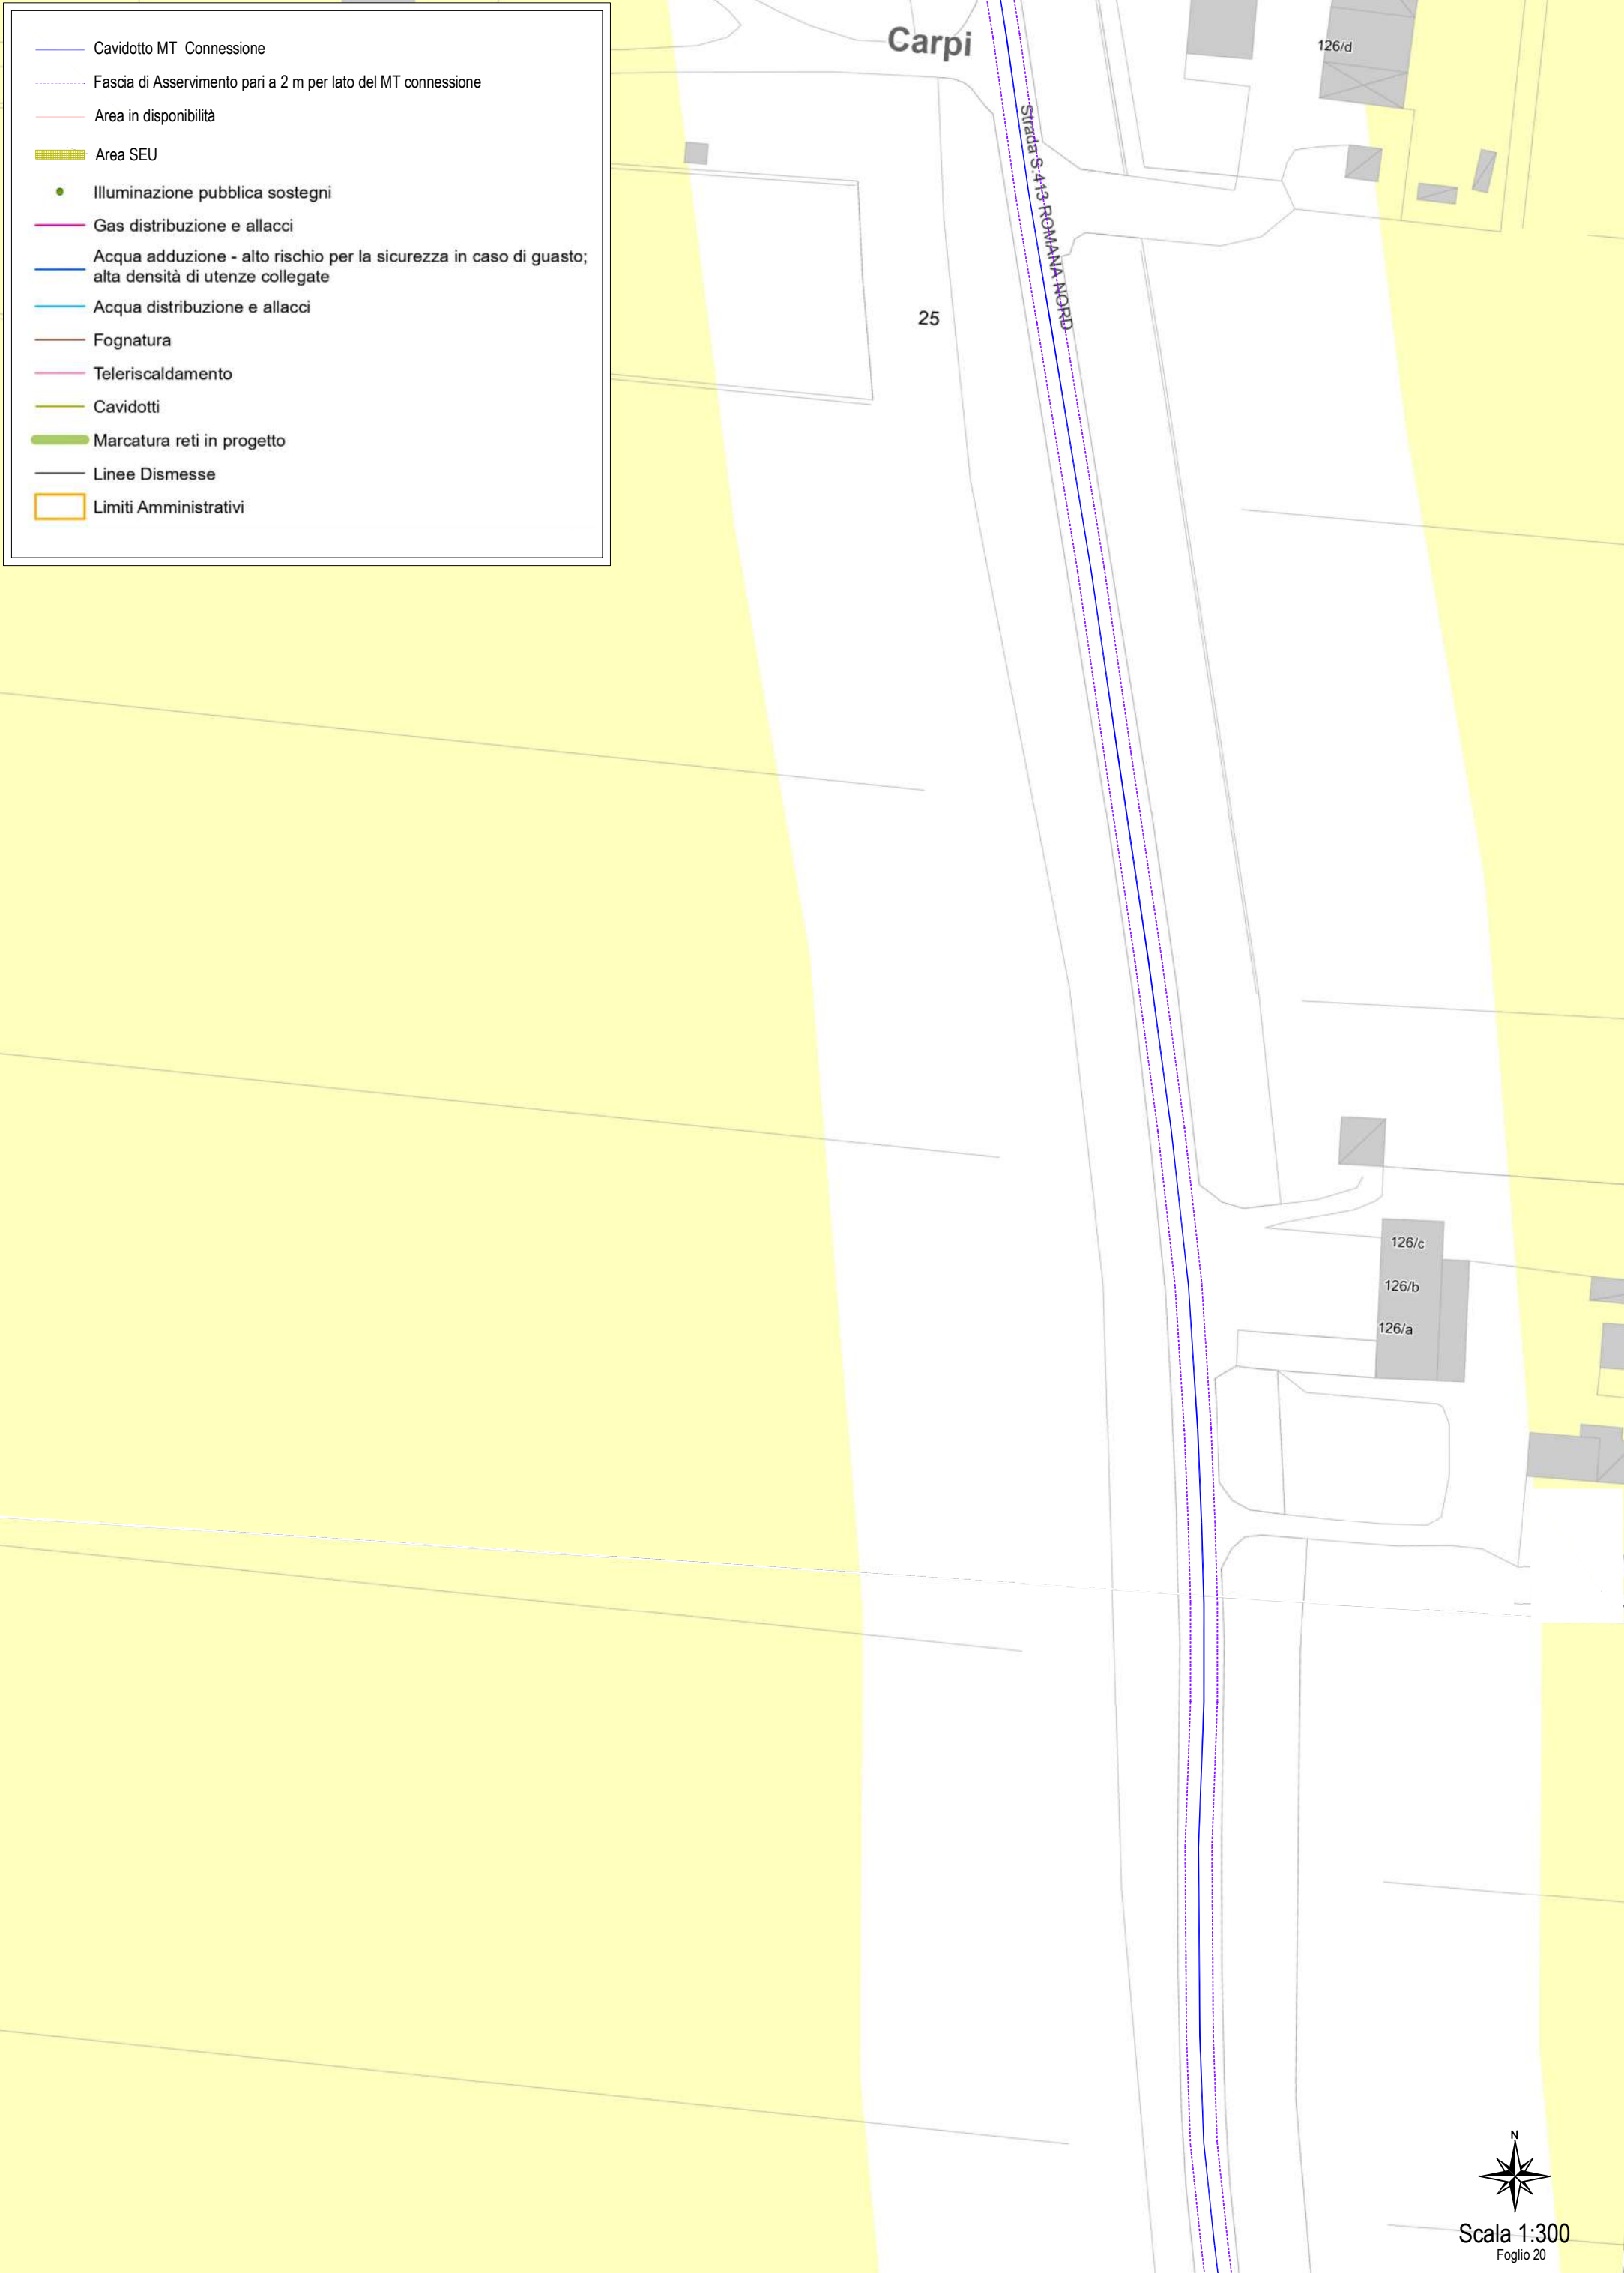 Cavidotto MT Connessione
Fascia di Asservimento pari a 2 m per lato del MT connessione
Area in disponibilità
Area SEU
Illuminazione pubblica sostegni
Gas distribuzione e allacci
Acqua adduzione - alto rischio per la sicurezza in caso di guasto;
alta densità di utenze collegate
Acqua distribuzione e allacci
Fognatura
Teleriscaldamento
Cavidotti
Marcatura reti in progetto
Linee Dismesse
Limiti Amministrativi
Carpi
126/d
Strada S.413 ROMANA NORD
25
126/c
126/b
126/a
N
Scala 1:300
Foglio 20